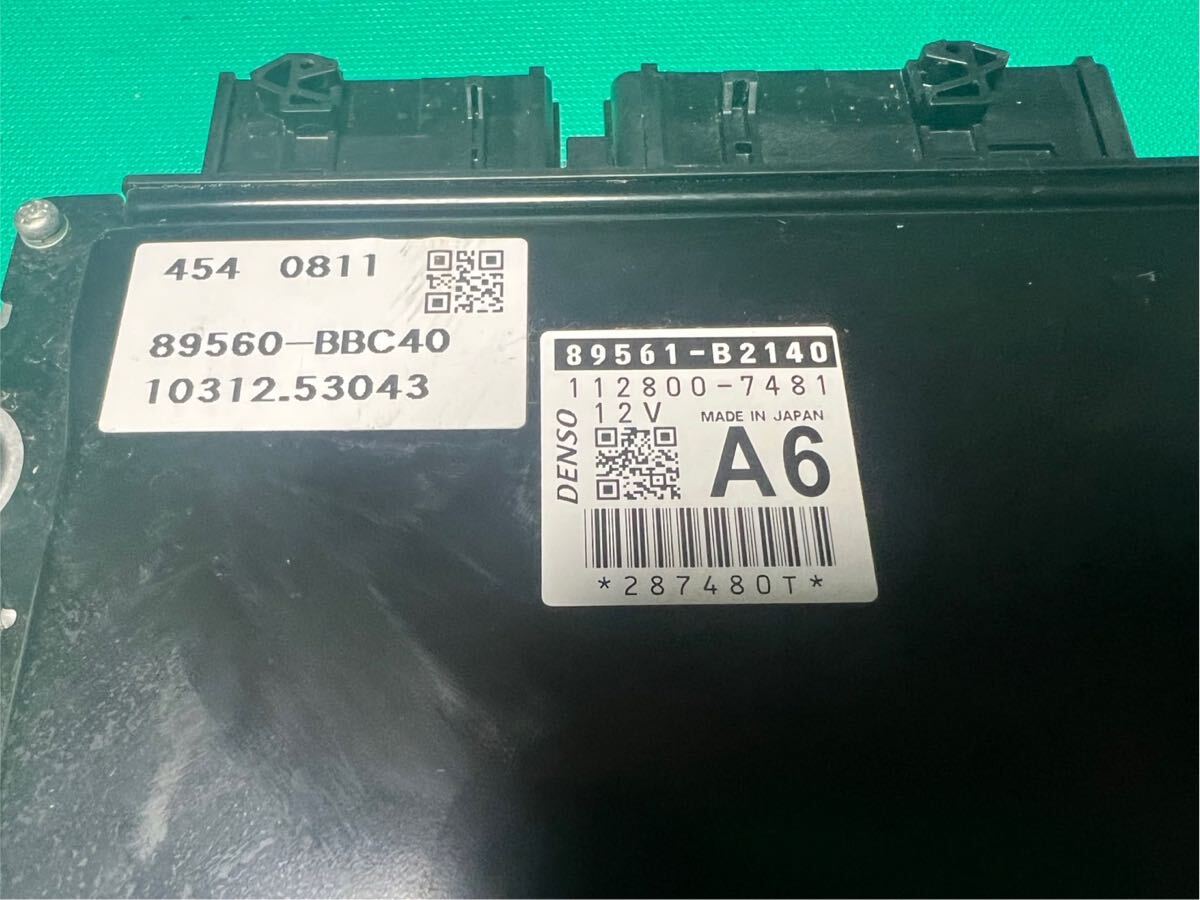 454 0811
89560-BBC40
10312.53043
89561-B2140
112800-7481
12V MADE IN JAPAN
DENSO
A6
*287480T*